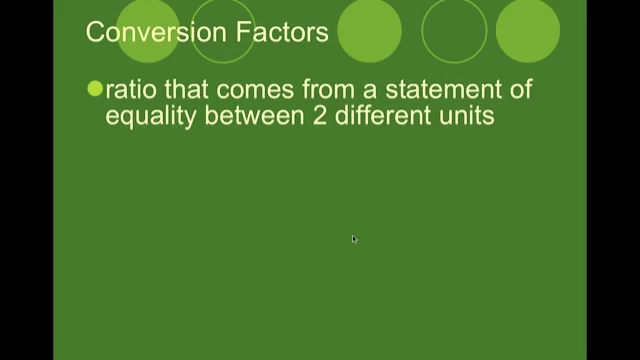 Conversion Factors
ratio that comes from a statement of
equality between 2 different units